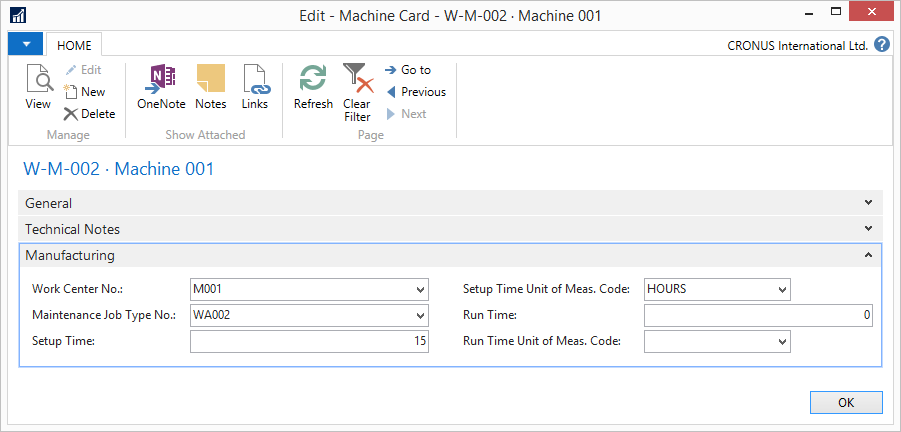 Edit - Machine Card - W-M-002 · Machine 001
HOME
CRONUS International Ltd.
?
View
Edit
New
Delete
Manage
OneNote
Notes
Links
Show Attached
Refresh
Clear
Filter
Go to
Previous
Next
Page
W-M-002 · Machine 001
General
Technical Notes
Manufacturing
Work Center No.: M001
Setup Time Unit of Meas. Code: HOURS
Maintenance Job Type No.: WA002
Run Time: 0
Setup Time: 15
Run Time Unit of Meas. Code:
OK